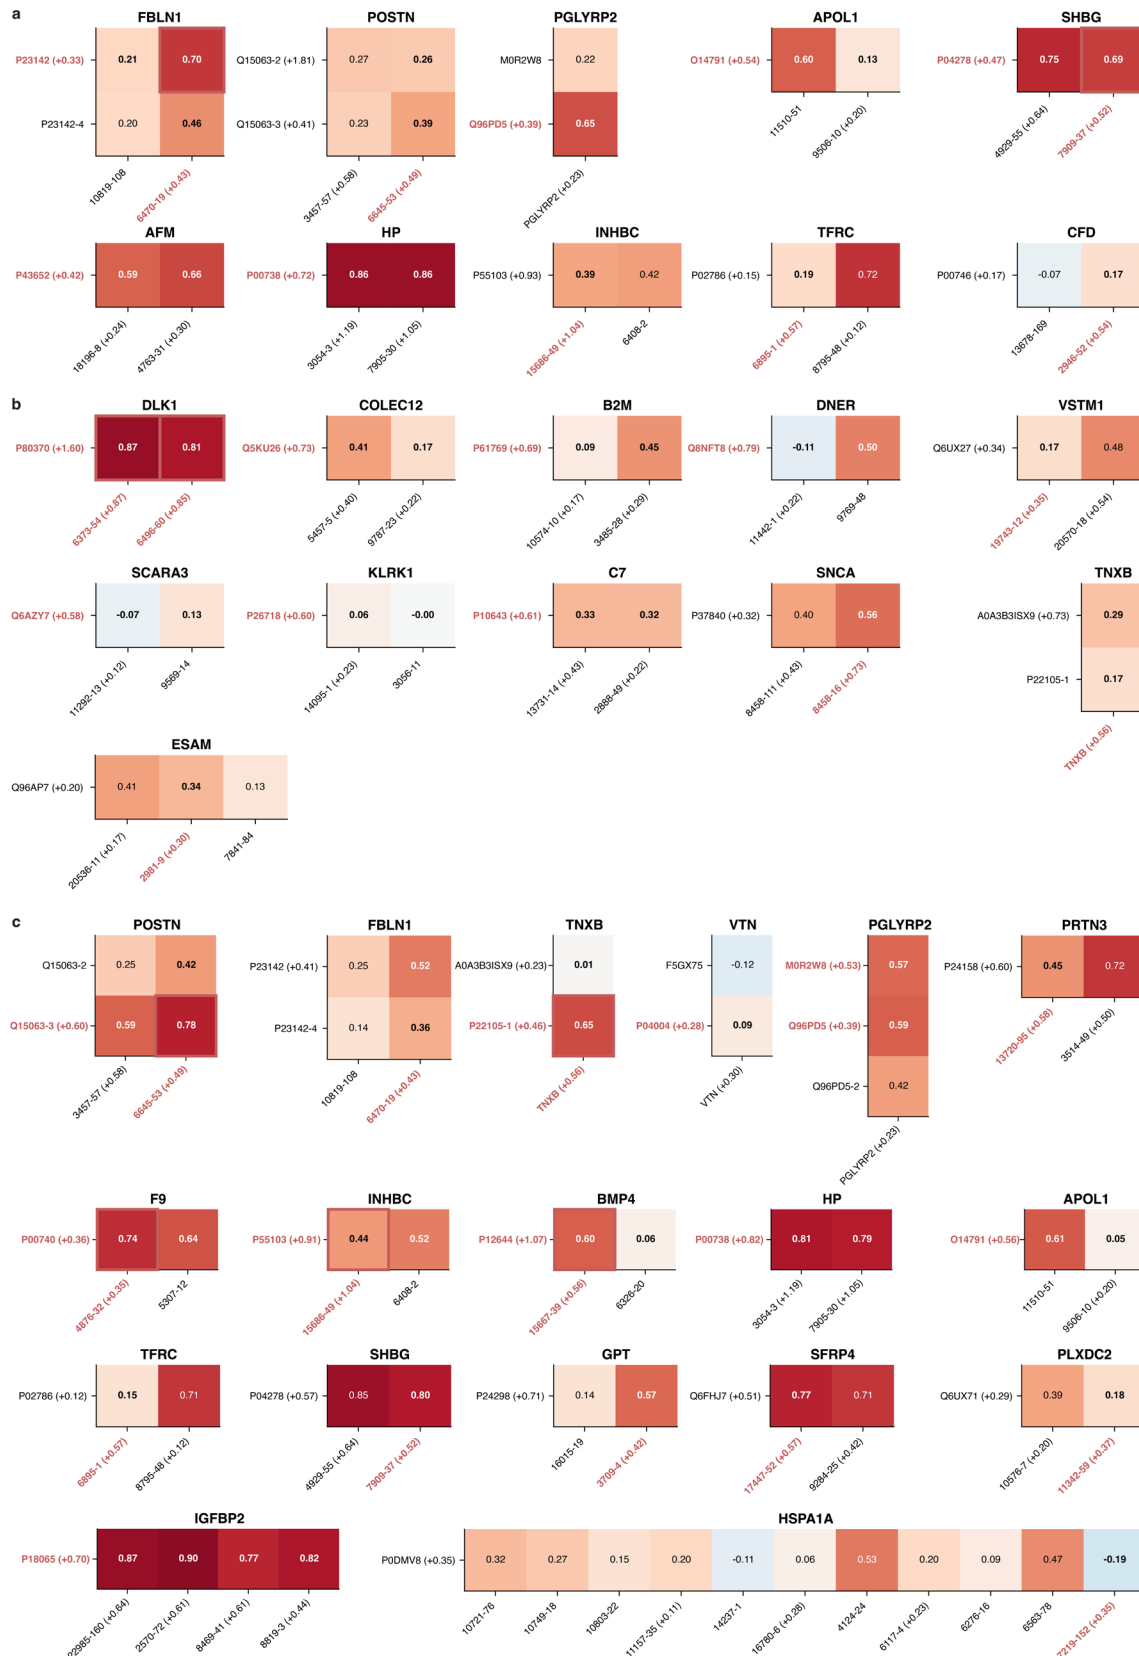 a
FBLN1
POSTN
PGLYRP2
APOL1
SHBG
P23142 (+0.33)
0.21
0.70
Q15063-2 (+1.81)
0.27
0.26
M0R2W8
0.22
O14791 (+0.54)
0.60
0.13
P04278 (+0.47)
0.75
0.69
P23142-4
0.20
0.46
Q15063-3 (+0.41)
0.23
0.39
Q96PD5 (+0.39)
0.65
11510-51
9506-10 (+0.20)
4929-55 (+0.64)
7909-37 (+0.52)
10819-108
6470-19 (+0.43)
3457-57 (+0.58)
6645-53 (+0.49)
PGLYRP2 (+0.23)
AFM
HP
INHBC
TFRC
CFD
P43652 (+0.42)
0.59
0.66
P00738 (+0.72)
0.86
0.86
P55103 (+0.93)
0.39
0.42
P02786 (+0.15)
0.19
0.72
P00746 (+0.17)
-0.07
0.17
18196-8 (+0.24)
4763-31 (+0.30)
3054-3 (+1.19)
7905-30 (+1.05)
15686-49 (+1.04)
6408-2
6895-1 (+0.57)
8795-48 (+0.12)
13678-169
2946-52 (+0.54)
b
DLK1
COLEC12
B2M
DNER
VSTM1
P80370 (+1.60)
0.87
0.81
Q5KU26 (+0.73)
0.41
0.17
P61769 (+0.69)
0.09
0.45
Q8NFT8 (+0.79)
-0.11
0.50
Q6UX27 (+0.34)
0.17
0.48
6373-54 (+0.87)
6496-60 (+0.85)
5457-5 (+0.40)
9787-23 (+0.22)
10574-10 (+0.17)
3485-28 (+0.29)
11442-1 (+0.22)
9769-48
19743-12 (+0.35)
20570-18 (+0.54)
SCARA3
KLRK1
C7
SNCA
TNXB
Q6AZY7 (+0.58)
-0.07
0.13
P26718 (+0.60)
0.06
-0.00
P10643 (+0.61)
0.33
0.32
P37840 (+0.32)
0.40
0.56
A0A3B3ISX9 (+0.73)
0.29
P22105-1
0.17
11292-13 (+0.12)
9569-14
14095-1 (+0.23)
3056-11
13731-14 (+0.43)
2888-49 (+0.22)
8458-111 (+0.43)
8458-16 (+0.73)
TNXB (+0.56)
ESAM
Q96AP7 (+0.20)
0.41
0.34
0.13
20536-11 (+0.17)
2981-9 (+0.30)
7841-84
c
POSTN
FBLN1
TNXB
VTN
PGLYRP2
PRTN3
Q15063-2
0.25
0.42
P23142 (+0.41)
0.25
0.52
A0A3B3ISX9 (+0.23)
0.01
F5GX75
-0.12
M0R2W8 (+0.53)
0.57
P24158 (+0.60)
0.45
0.72
Q15063-3 (+0.60)
0.59
0.78
P23142-4
0.14
0.36
P22105-1 (+0.46)
0.65
P04004 (+0.28)
0.09
Q96PD5 (+0.39)
0.59
Q96PD5-2
0.42
3457-57 (+0.58)
6645-53 (+0.49)
10819-108
6470-19 (+0.43)
TNXB (+0.56)
VTN (+0.30)
PGLYRP2 (+0.23)
13720-95 (+0.58)
3514-49 (+0.50)
F9
INHBC
BMP4
HP
APOL1
P00740 (+0.36)
0.74
0.64
P55103 (+0.91)
0.44
0.52
P12644 (+1.07)
0.60
0.06
P00738 (+0.82)
0.81
0.79
O14791 (+0.56)
0.61
0.05
4876-32 (+0.35)
5307-12
15686-49 (+1.04)
6408-2
15667-39 (+0.56)
6326-20
3054-3 (+1.19)
7905-30 (+1.05)
11510-51
9506-10 (+0.20)
TFRC
SHBG
GPT
SFRP4
PLXDC2
P02786 (+0.12)
0.15
0.71
P04278 (+0.57)
0.85
0.80
P24298 (+0.71)
0.14
0.57
Q6FHJ7 (+0.51)
0.77
0.71
Q6UX71 (+0.29)
0.39
0.18
6895-1 (+0.57)
8795-48 (+0.12)
4929-55 (+0.64)
7909-37 (+0.52)
16015-19
3709-4 (+0.42)
17447-52 (+0.57)
9284-25 (+0.42)
10576-7 (+0.20)
11342-59 (+0.37)
IGFBP2
HSPA1A
P18065 (+0.70)
0.87
0.90
0.77
0.82
P0DMV8 (+0.35)
0.32
0.27
0.15
0.20
-0.11
0.06
0.53
0.20
0.09
0.47
-0.19
22985-160 (+0.64)
2570-72 (+0.61)
8469-41 (+0.61)
8819-3 (+0.44)
10721-76
10749-18
10803-22
11157-35 (+0.11)
14237-1
16780-6 (+0.28)
4124-24
6117-4 (+0.23)
6276-16
6563-78
7219-152 (+0.35)